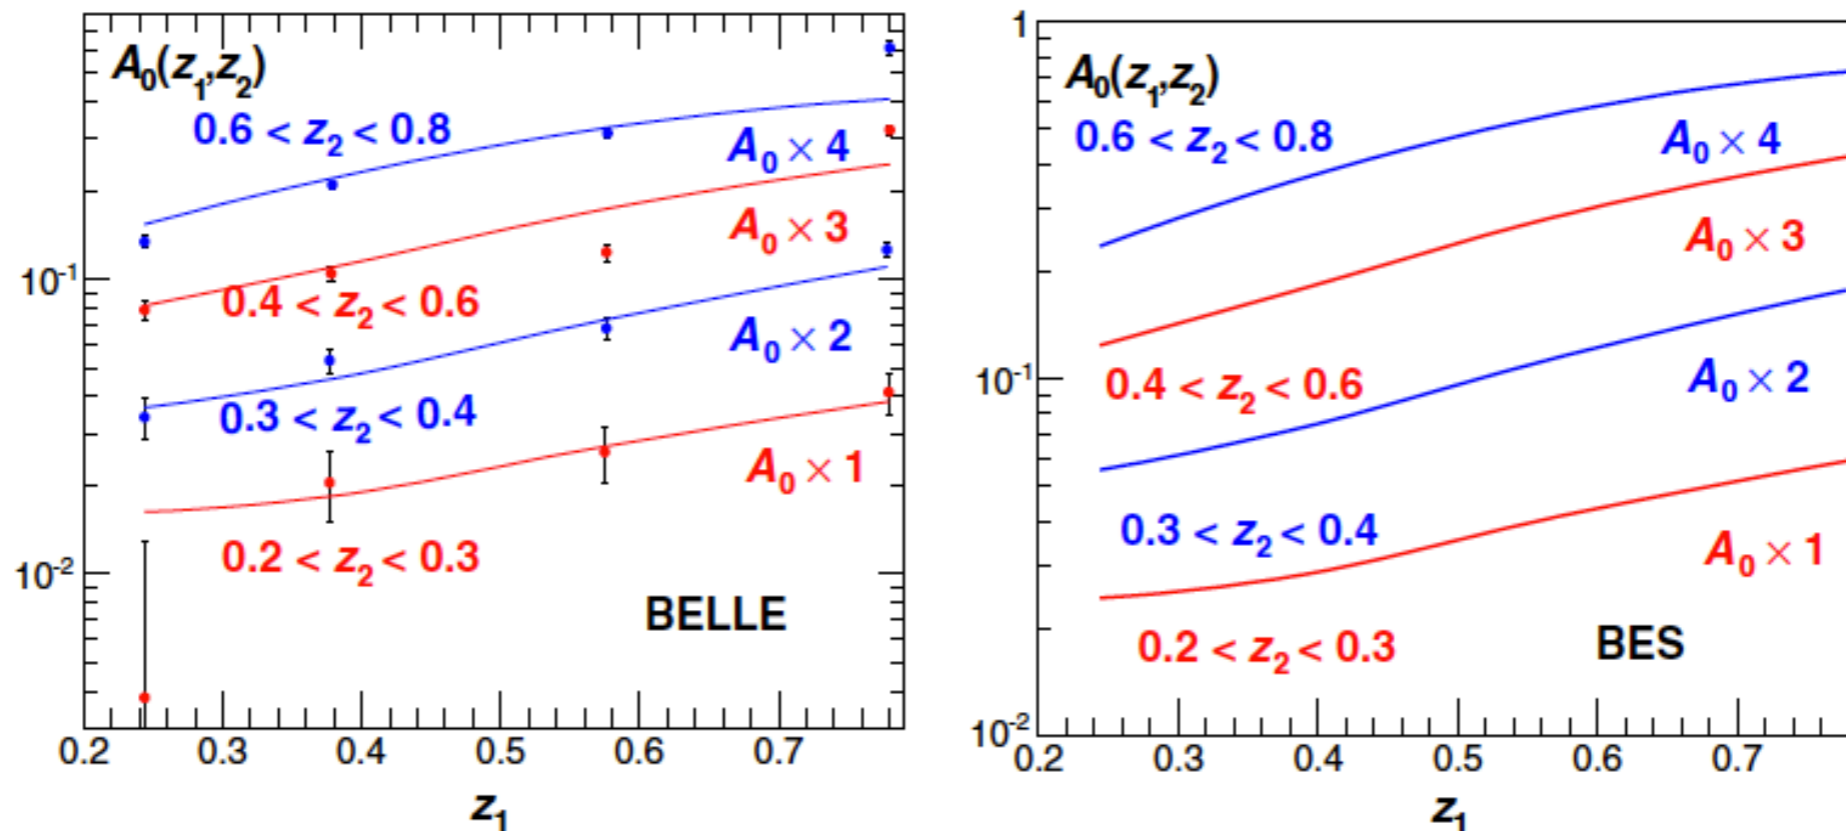 A0(z1,z2)
0.6 < z2 < 0.8
A0 × 4
A0 × 3
10-1
0.4 < z2 < 0.6
A0 × 2
0.3 < z2 < 0.4
A0 × 1
0.2 < z2 < 0.3
10-2
BELLE
0.2 0.3 0.4 0.5 0.6 0.7
z1
1
A0(z1,z2)
0.6 < z2 < 0.8
A0 × 4
A0 × 3
10-1
0.4 < z2 < 0.6
A0 × 2
0.3 < z2 < 0.4
A0 × 1
0.2 < z2 < 0.3
BES
10-2
0.2 0.3 0.4 0.5 0.6 0.7
z1